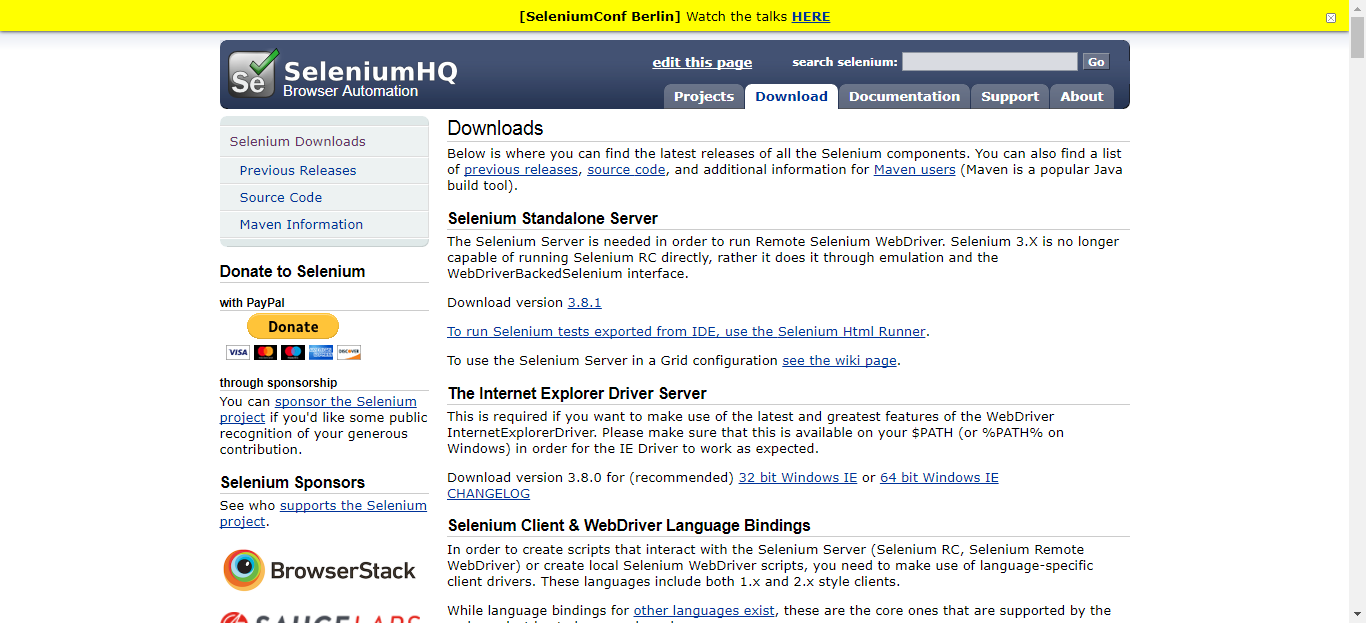 [SeleniumConf Berlin] Watch the talks HERE
edit this page
search selenium:
Go
Se
SeleniumHQ
Browser Automation
Projects
Download
Documentation
Support
About
Selenium Downloads
Previous Releases
Source Code
Maven Information
Donate to Selenium
with PayPal
Donate
VISA
DISCOVER
through sponsorship
You can sponsor the Selenium
project if you'd like some public
recognition of your generous
contribution.
Selenium Sponsors
See who supports the Selenium
project.
BrowserStack
SAUCELABS
Downloads
Below is where you can find the latest releases of all the Selenium components. You can also find a list
of previous releases, source code, and additional information for Maven users (Maven is a popular Java
build tool).
Selenium Standalone Server
The Selenium Server is needed in order to run Remote Selenium WebDriver. Selenium 3.X is no longer
capable of running Selenium RC directly, rather it does it through emulation and the
WebDriverBackedSelenium interface.
Download version 3.8.1
To run Selenium tests exported from IDE, use the Selenium Html Runner.
To use the Selenium Server in a Grid configuration see the wiki page.
The Internet Explorer Driver Server
This is required if you want to make use of the latest and greatest features of the WebDriver
InternetExplorerDriver. Please make sure that this is available on your $PATH (or %PATH% on
Windows) in order for the IE Driver to work as expected.
Download version 3.8.0 for (recommended) 32 bit Windows IE or 64 bit Windows IE
CHANGELOG
Selenium Client & WebDriver Language Bindings
In order to create scripts that interact with the Selenium Server (Selenium RC, Selenium Remote
WebDriver) or create local Selenium WebDriver scripts, you need to make use of language-specific
client drivers. These languages include both 1.x and 2.x style clients.
While language bindings for other languages exist, these are the core ones that are supported by the